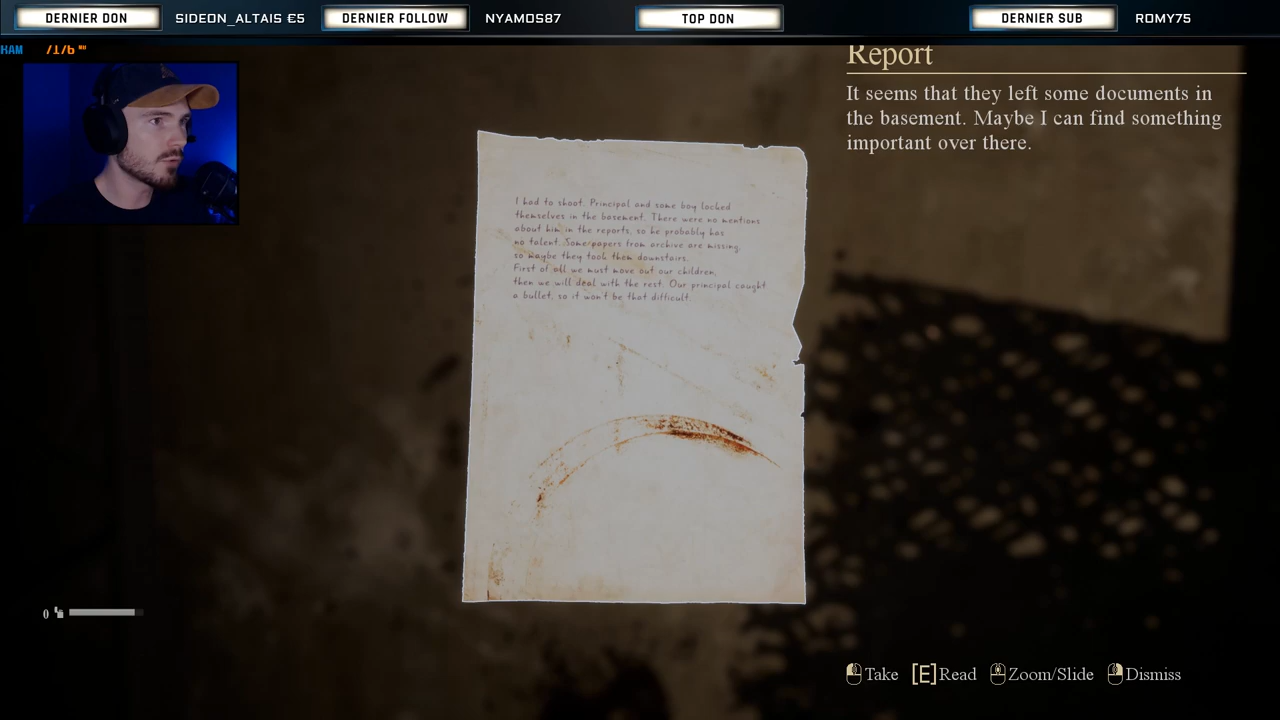 DERNIER DON SIDEON_ALTAIS €5 DERNIER FOLLOW NYAMOS87 TOP DON DERNIER SUB ROMY75
RAM 7176 MB
Report
It seems that they left some documents in
the basement. Maybe I can find something
important over there.
I had to shoot. Principal and some boy locked
themselves in the basement. There were no mentions
about him in the reports, so he probably has
no talent. Some papers from archive are missing,
so maybe they took them downstairs.
First of all we must move out our children,
then we will deal with the rest. Our principal caught
a bullet, so it won't be that difficult.
0
Take [E]Read Zoom/Slide Dismiss